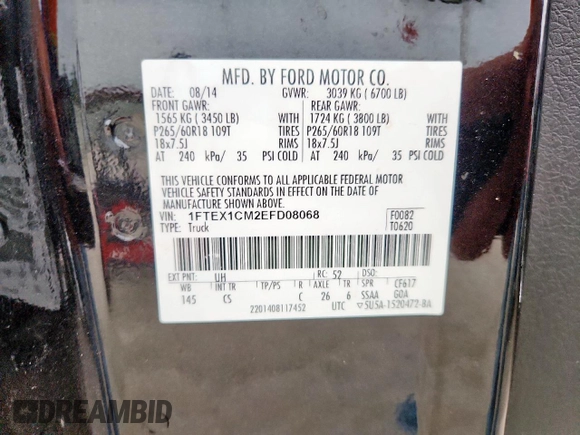 MFD. BY FORD MOTOR CO.
DATE: 08/14 GVWR: 3039 KG ( 6700 LB)
FRONT GAWR: REAR GAWR:
1565 KG ( 3450 LB) WITH 1724 KG ( 3800 LB) WITH
P265/60R18 109T TIRES P265/60R18 109T TIRES
18x7.5J RIMS 18x7.5J RIMS
AT 240 kPa/ 35 PSI COLD AT 240 kPa/ 35 PSI COLD
THIS VEHICLE CONFORMS TO ALL APPLICABLE FEDERAL MOTOR
VEHICLE SAFETY STANDARDS IN EFFECT ON THE DATE OF
MANUFACTURE SHOWN ABOVE.
VIN: 1FTEX1CM2EFD08068 F0082
TYPE: Truck T0620
EXT PNT: UH RC: 52 DSO:
WB INT TR TP/PS R AXLE TR SPR CF617
145 CS C 26 6 SSAA GOA
2201408117452 UTC 5U5A-1520472-BA
DREAMBID